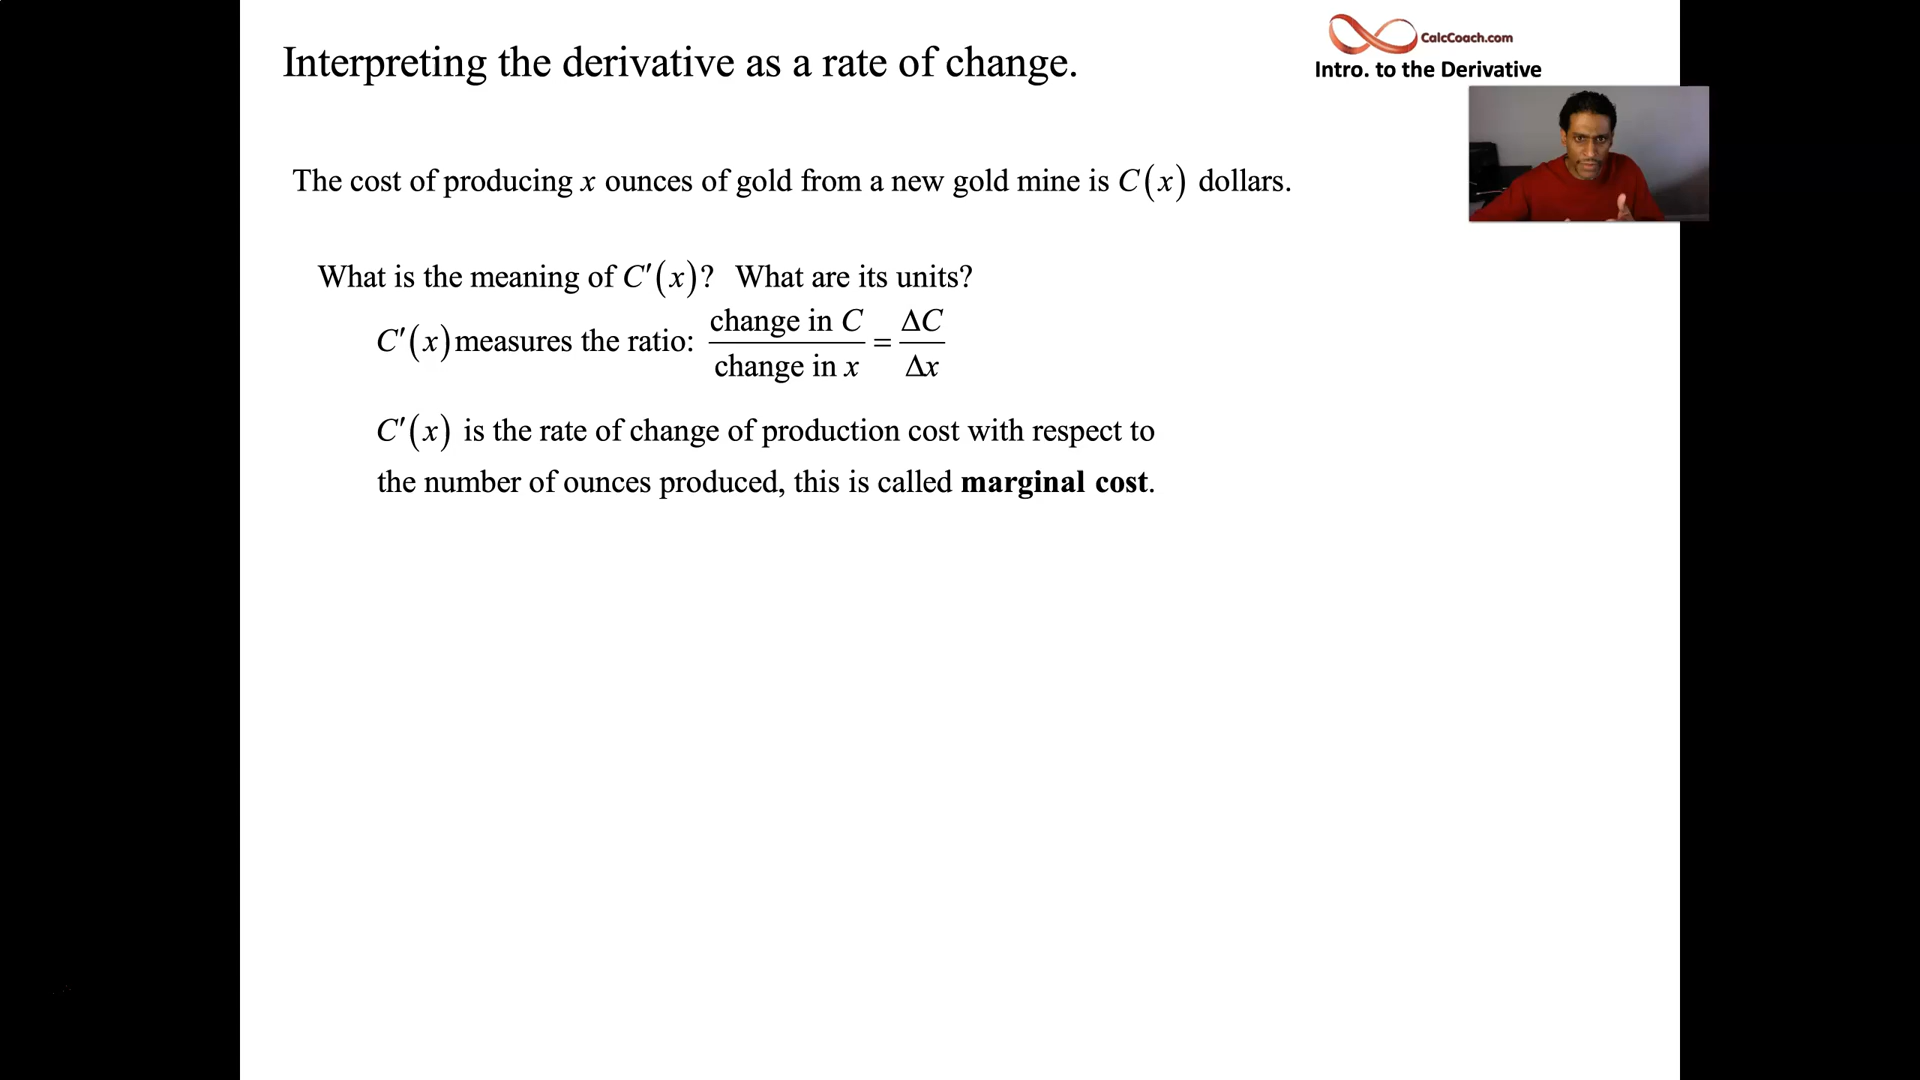 Interpreting the derivative as a rate of change.
CalcCoach.com
Intro. to the Derivative
The cost of producing x ounces of gold from a new gold mine is C(x) dollars.
What is the meaning of C′(x)? What are its units?
C′(x) measures the ratio: change in C / change in x = ΔC / Δx
C′(x) is the rate of change of production cost with respect to
the number of ounces produced, this is called marginal cost.